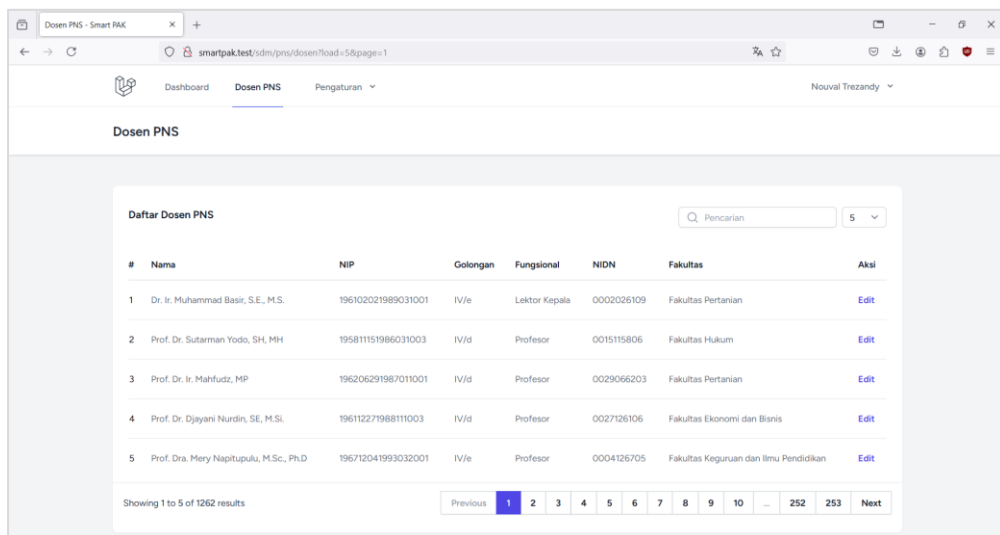 Dosen PNS - Smart PAK
smartpak.test/sdm/pns/dosen?load=5&page=1
Dashboard Dosen PNS Pengaturan Nouval Trezandy
Dosen PNS
Daftar Dosen PNS Pencarian 5
# Nama NIP Golongan Fungsional NIDN Fakultas Aksi
1 Dr. Ir. Muhammad Basir, S.E., M.S. 196102021989031001 IV/e Lektor Kepala 0002026109 Fakultas Pertanian Edit
2 Prof. Dr. Sutarman Yodo, SH, MH 195811151986031003 IV/d Profesor 0015115806 Fakultas Hukum Edit
3 Prof. Dr. Ir. Mahfudz, MP 196206291987011001 IV/d Profesor 0029066203 Fakultas Pertanian Edit
4 Prof. Dr. Djayani Nurdin, SE, M.Si. 196112271988111003 IV/d Profesor 0027126106 Fakultas Ekonomi dan Bisnis Edit
5 Prof. Dra. Mery Napitupulu, M.Sc., Ph.D 196712041993032001 IV/e Profesor 0004126705 Fakultas Keguruan dan Ilmu Pendidikan Edit
Showing 1 to 5 of 1262 results Previous 1 2 3 4 5 6 7 8 9 10 ... 252 253 Next